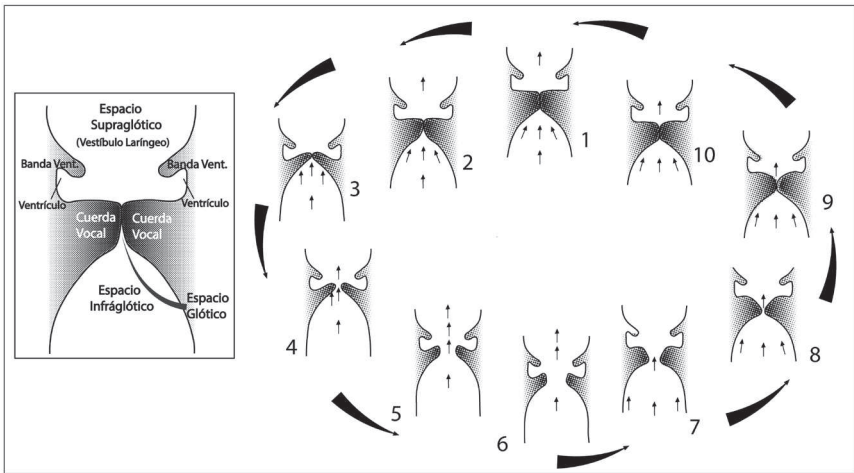 Espacio
Supraglótico
(Vestíbulo Laríngeo)
Banda Vent.
Banda Vent.
Ventrículo
Ventrículo
Cuerda
Vocal
Cuerda
Vocal
Espacio
Infráglótico
Espacio
Glótico
1
2
3
4
5
6
7
8
9
10